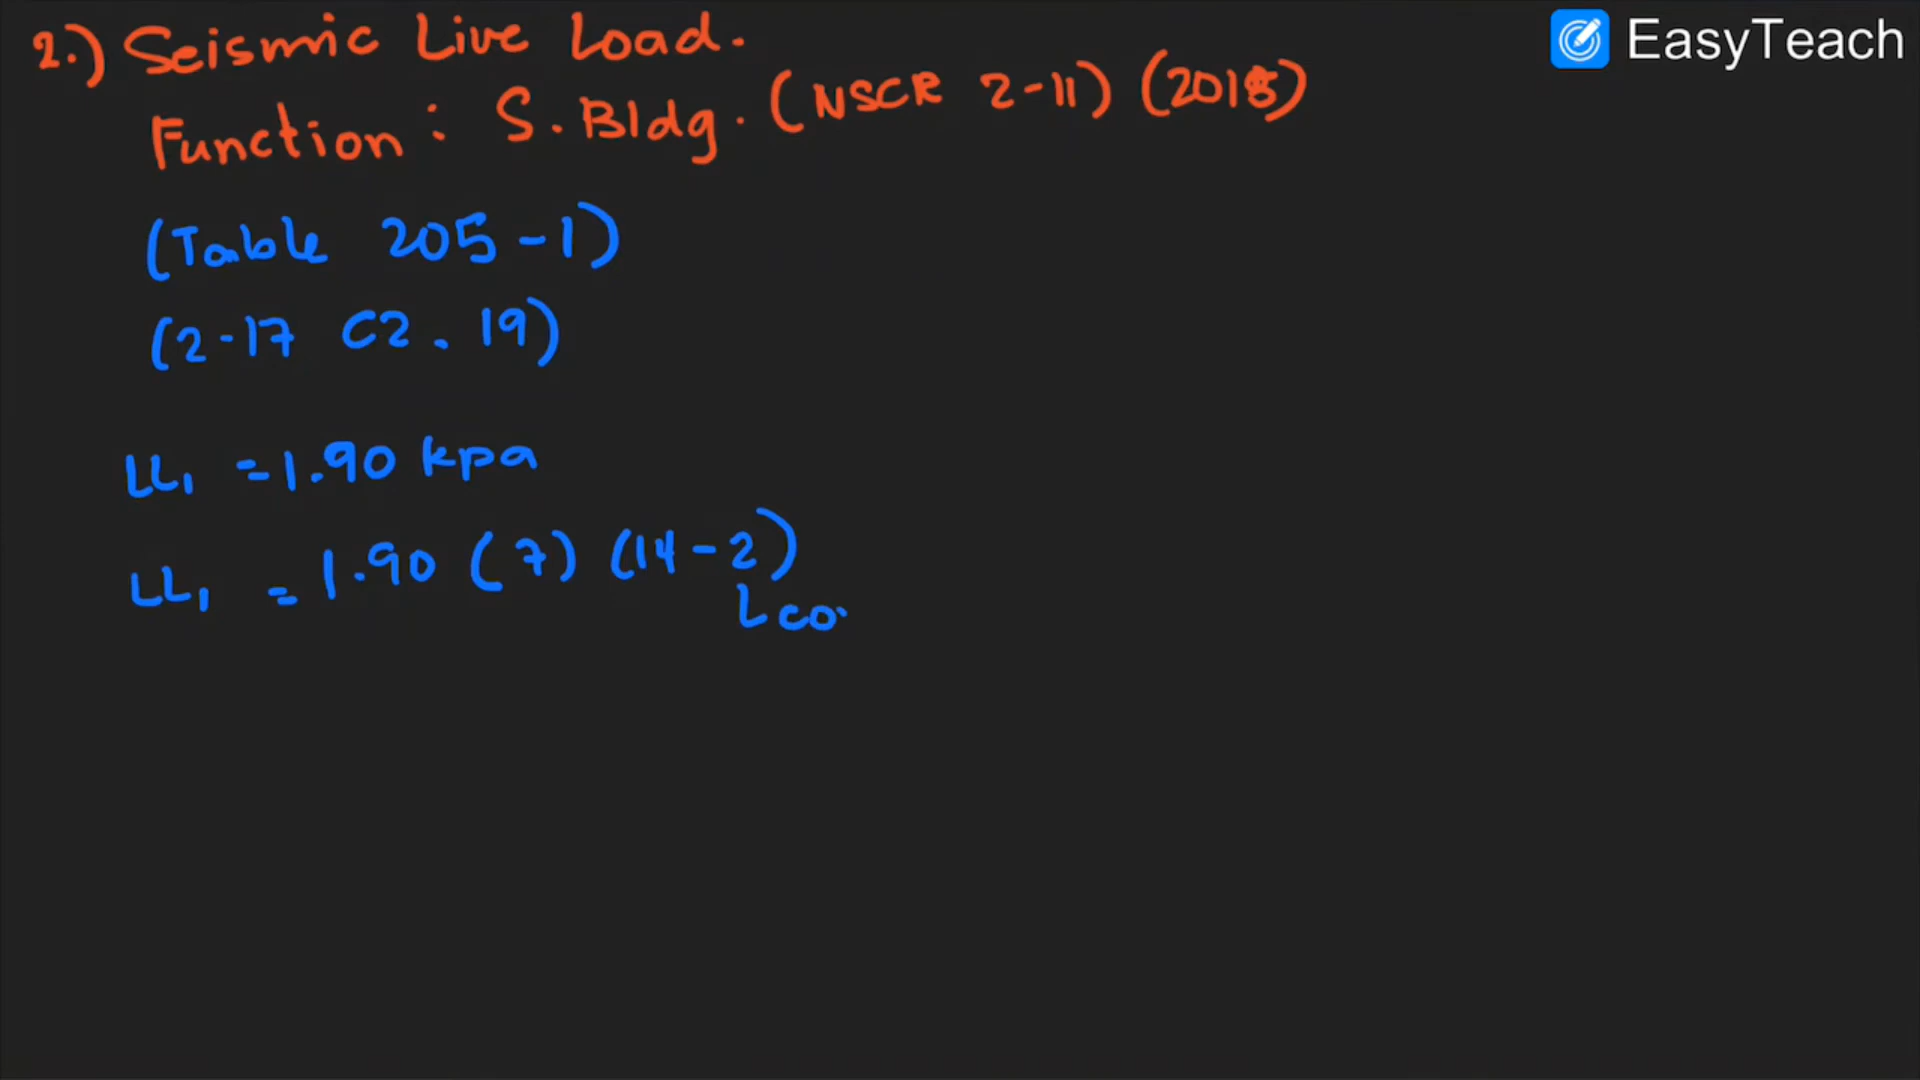 2.) Seismic Live Load.
EasyTeach
Function: S. Bldg. (NSCR 2-11) (2015)
(Table 205-1)
(2-17 C2. 19)
LL₁ = 1.90 kpa
LL₁ = 1.90 (7) (14-2)
Lco